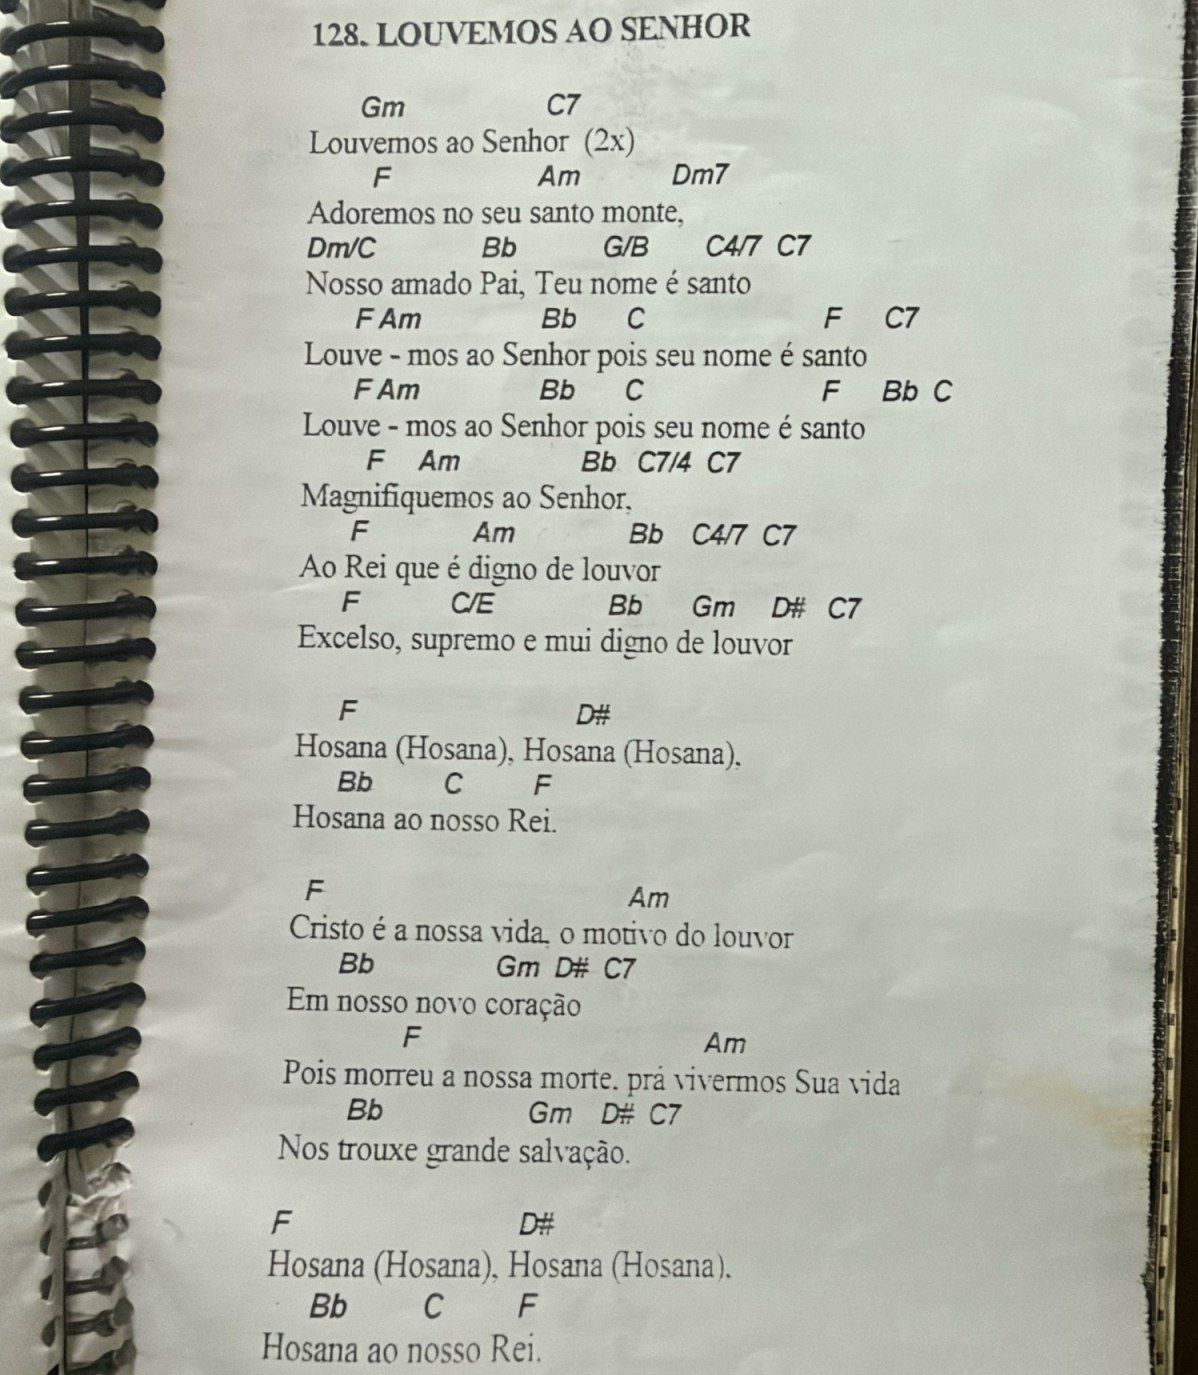 128. LOUVEMOS AO SENHOR
Gm C7
Louvemos ao Senhor (2x)
F Am Dm7
Adoremos no seu santo monte,
Dm/C Bb G/B C4/7 C7
Nosso amado Pai, Teu nome é santo
F Am Bb C F C7
Louve - mos ao Senhor pois seu nome é santo
F Am Bb C F Bb C
Louve - mos ao Senhor pois seu nome é santo
F Am Bb C7/4 C7
Magnifiquemos ao Senhor,
F Am Bb C4/7 C7
Ao Rei que é digno de louvor
F C/E Bb Gm D# C7
Excelso, supremo e mui digno de louvor
F D#
Hosana (Hosana), Hosana (Hosana),
Bb C F
Hosana ao nosso Rei.
F Am
Cristo é a nossa vida, o motivo do louvor
Bb Gm D# C7
Em nosso novo coração
F Am
Pois morreu a nossa morte, prá vivermos Sua vida
Bb Gm D# C7
Nos trouxe grande salvação.
F D#
Hosana (Hosana), Hosana (Hosana),
Bb C F
Hosana ao nosso Rei.